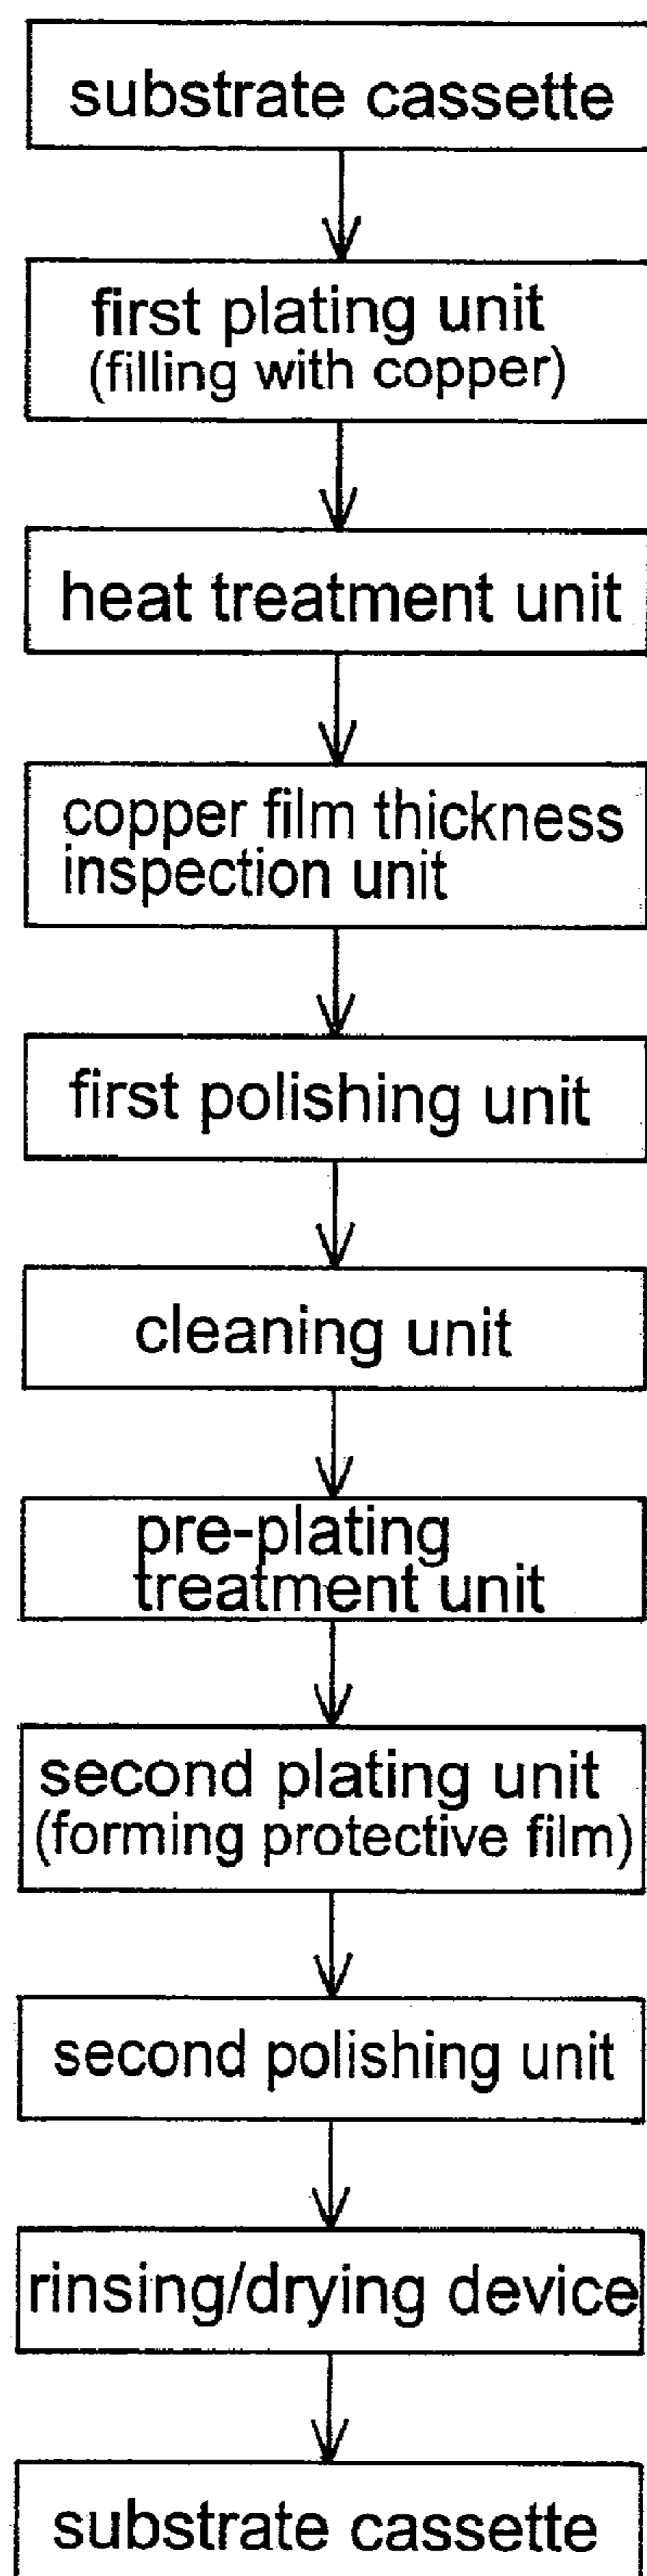 substrate cassette
first plating unit
(filling with copper)
heat treatment unit
copper film thickness
inspection unit
first polishing unit
cleaning unit
pre-plating
treatment unit
second plating unit
(forming protective film)
second polishing unit
rinsing/drying device
substrate cassette